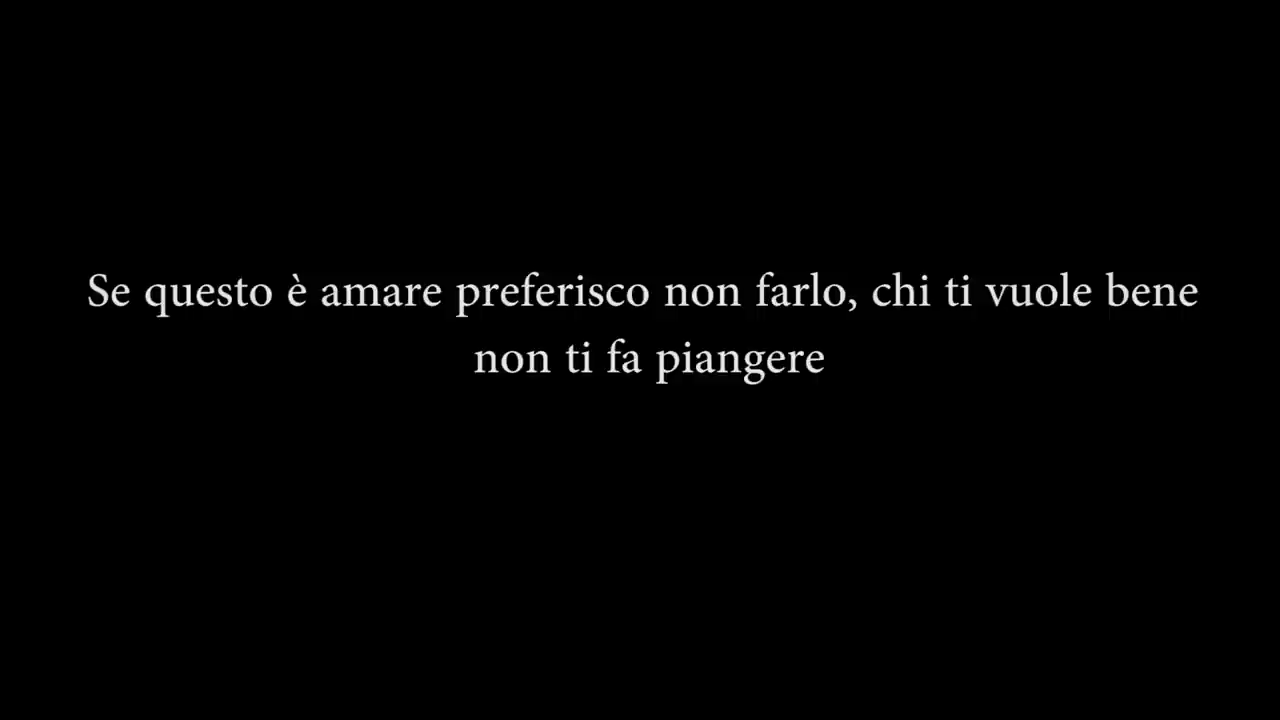 Se questo è amare preferisco non farlo, chi ti vuole bene
non ti fa piangere